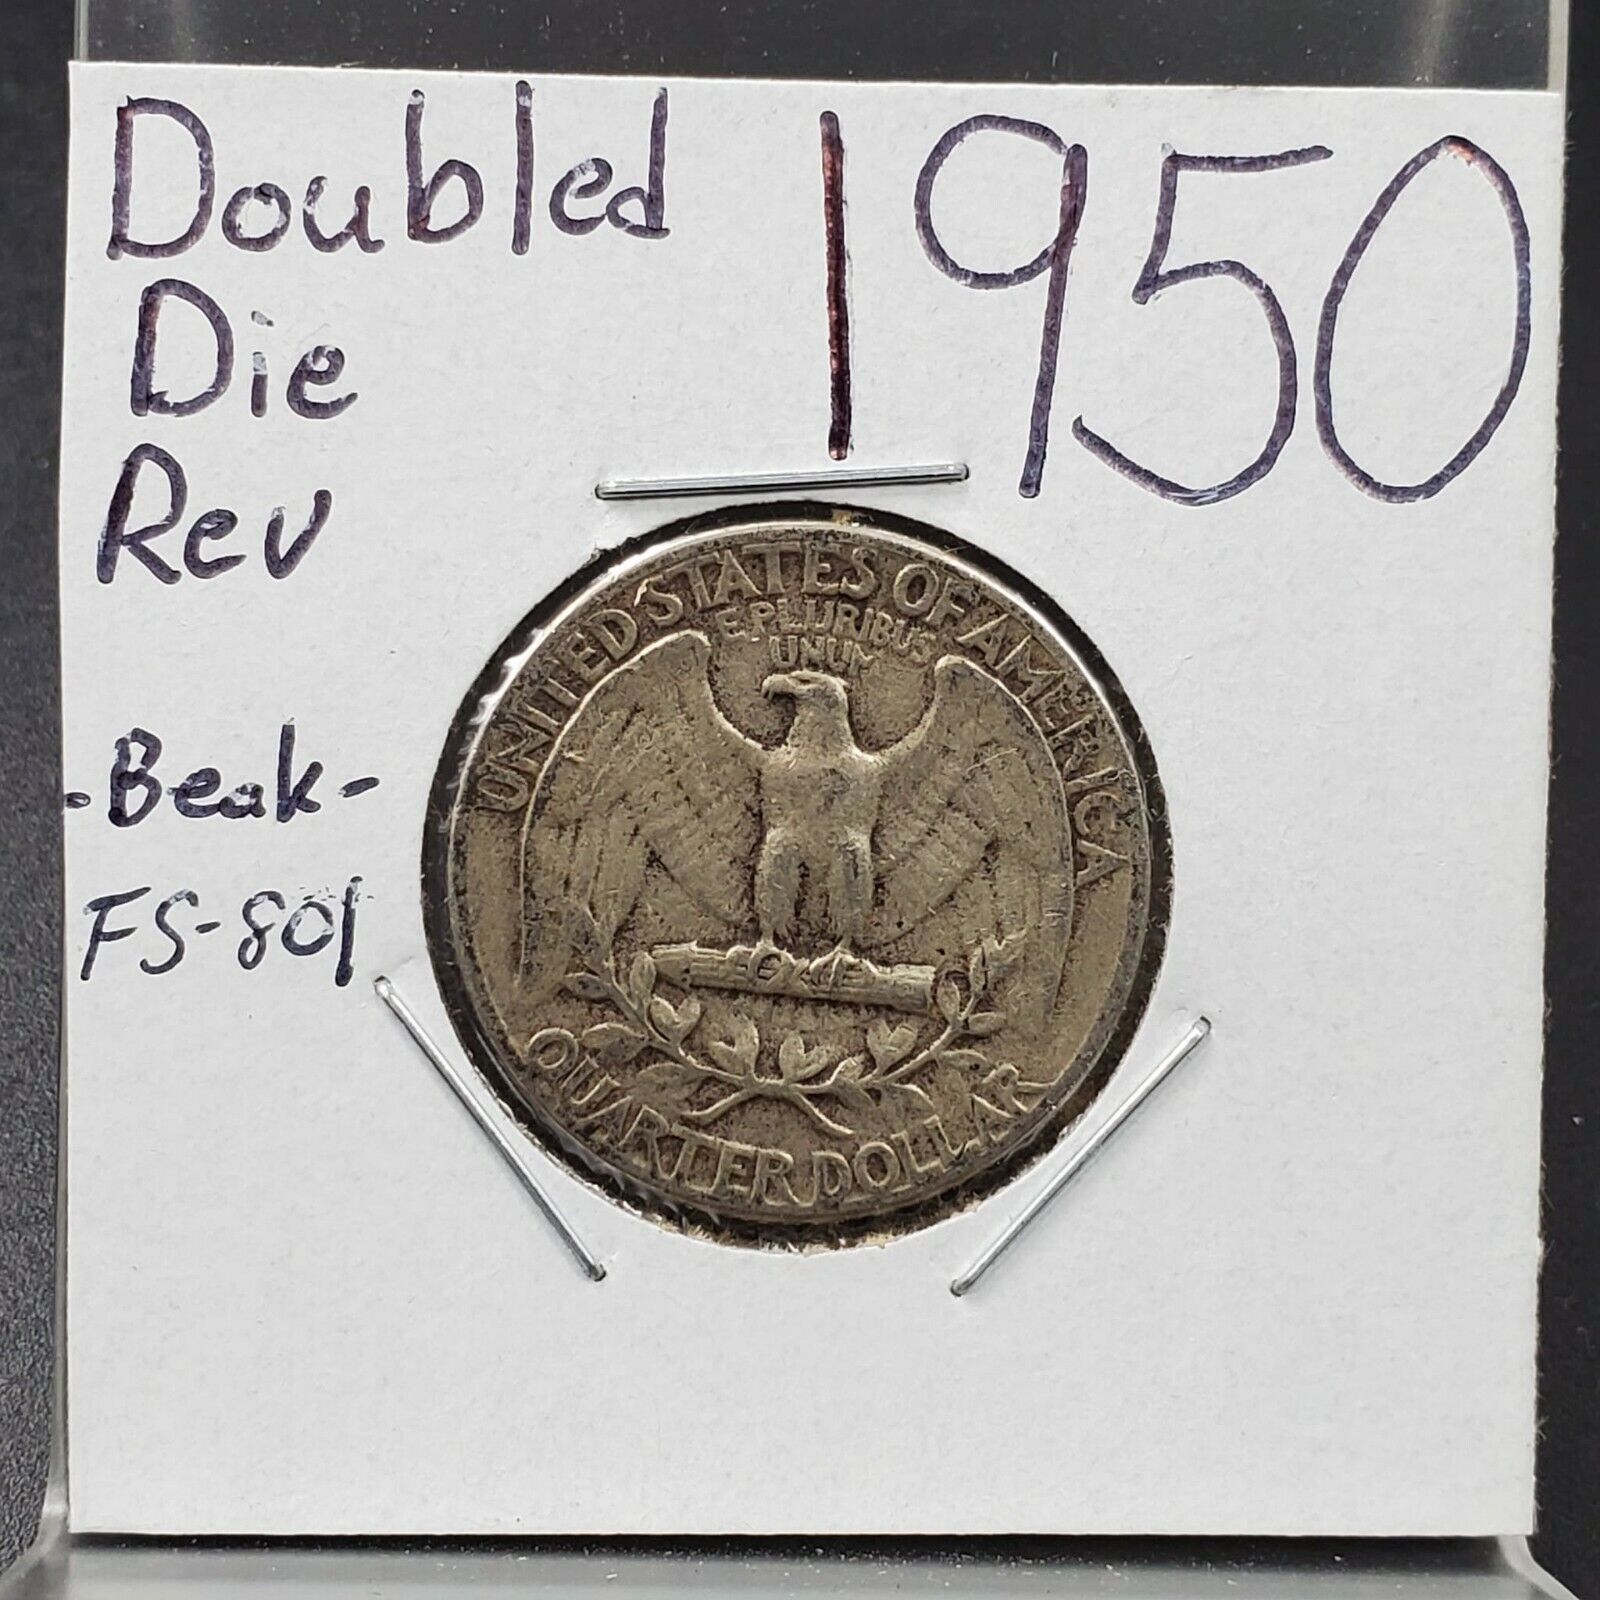 Doubled 1950
Die
Rev
-Beak-
FS-801
UNITED STATES OF AMERICA
E PLURIBUS
UNUM
QUARTER DOLLAR